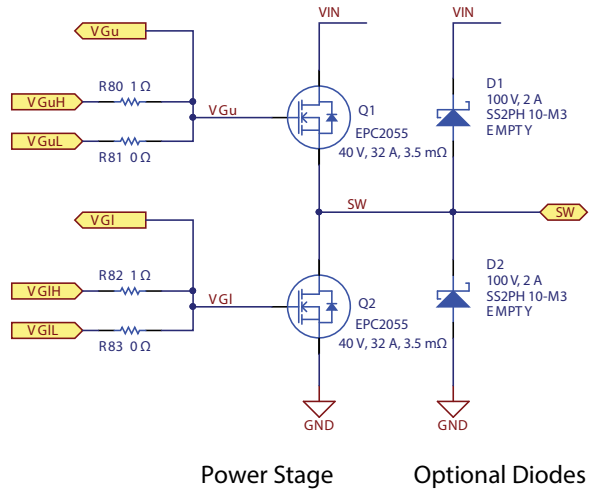 VIN
VIN
VGu
R80 1 Ω
VGuH
VGu
VGuL
R81 0 Ω
Q1
EPC2055
40 V, 32 A, 3.5 mΩ
D1
100 V, 2 A
SS2PH 10-M3
EMPTY
SW
SW
VGl
R82 1 Ω
VGlH
VGl
VGlL
R83 0 Ω
Q2
EPC2055
40 V, 32 A, 3.5 mΩ
D2
100 V, 2 A
SS2PH 10-M3
EMPTY
GND
GND
Power Stage
Optional Diodes